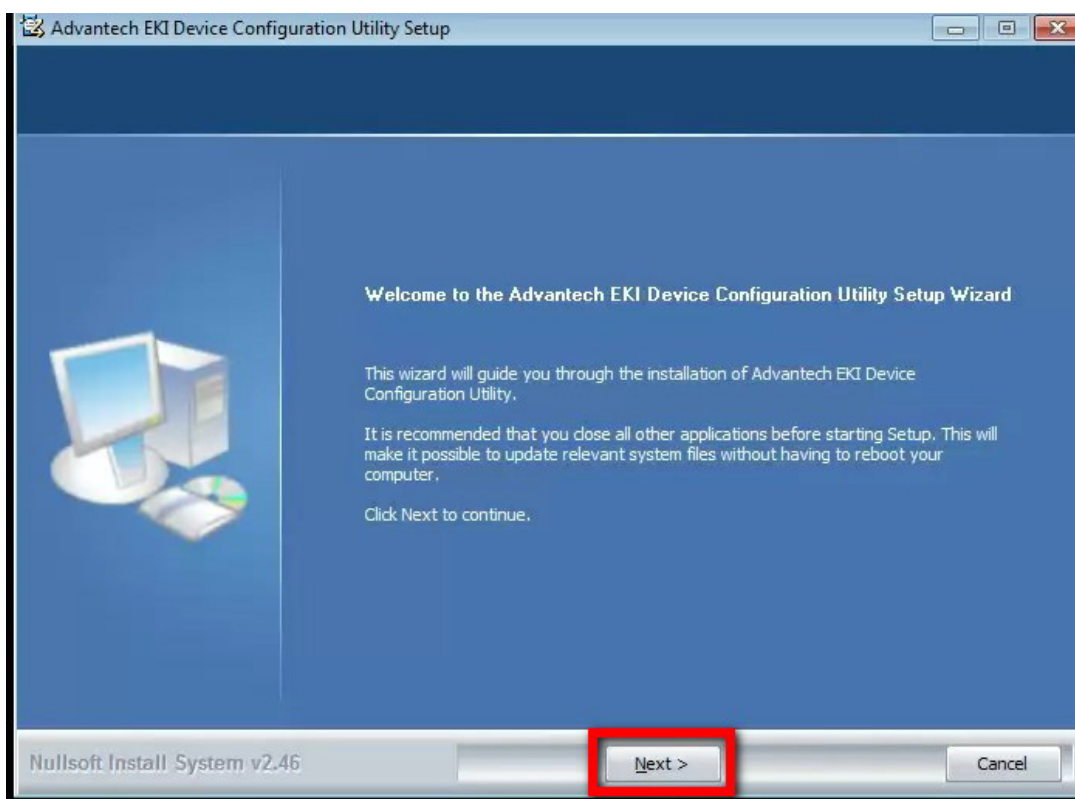 Advantech EKI Device Configuration Utility Setup
Welcome to the Advantech EKI Device Configuration Utility Setup Wizard
This wizard will guide you through the installation of Advantech EKI Device
Configuration Utility.
It is recommended that you close all other applications before starting Setup. This will
make it possible to update relevant system files without having to reboot your
computer.
Click Next to continue.
Nullsoft Install System v2.46
Next >
Cancel